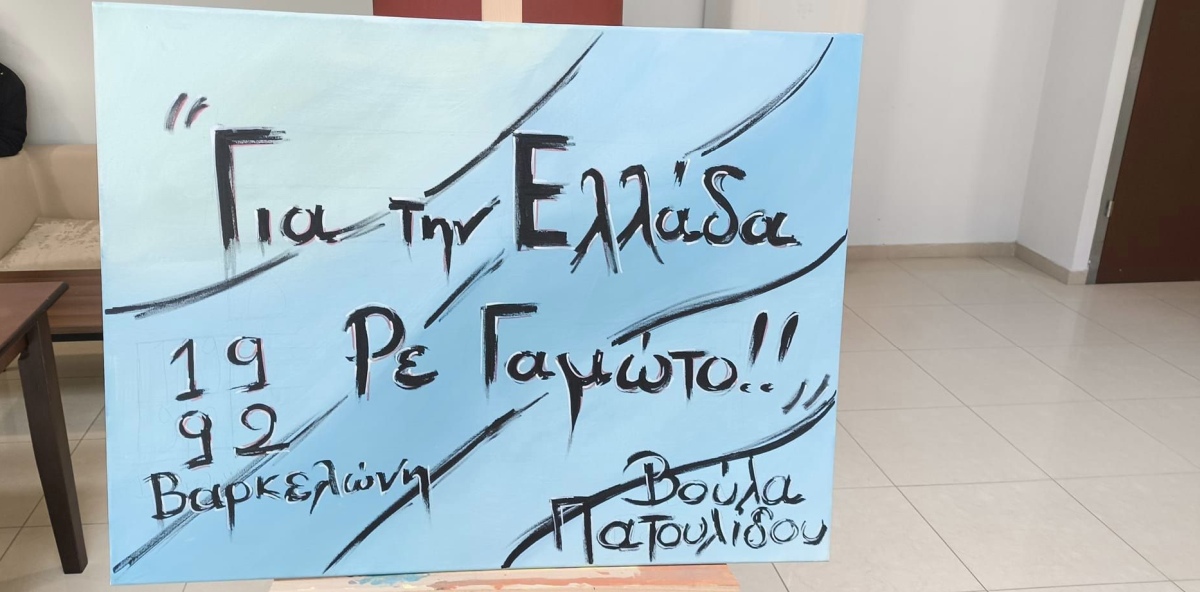 "Για την Ελλάδα
Ρε Γαμώτο!!"
19
92
Βαρκελώνη
Βούλα
Πατουλίδου